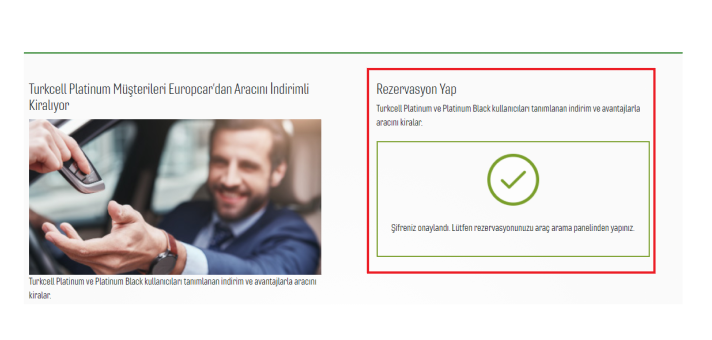 Turkcell Platinum Müşterileri Europcar'dan Aracını İndirimli
Kiralıyor
Turkcell Platinum ve Platinum Black kullanıcıları tanımlanan indirim ve avantajlarla aracını
kiralar.
Rezervasyon Yap
Turkcell Platinum ve Platinum Black kullanıcıları tanımlanan indirim ve avantajlarla
aracını kiralar.
Şifreniz onaylandı. Lütfen rezervasyonunuzu araç arama panelinden yapınız.